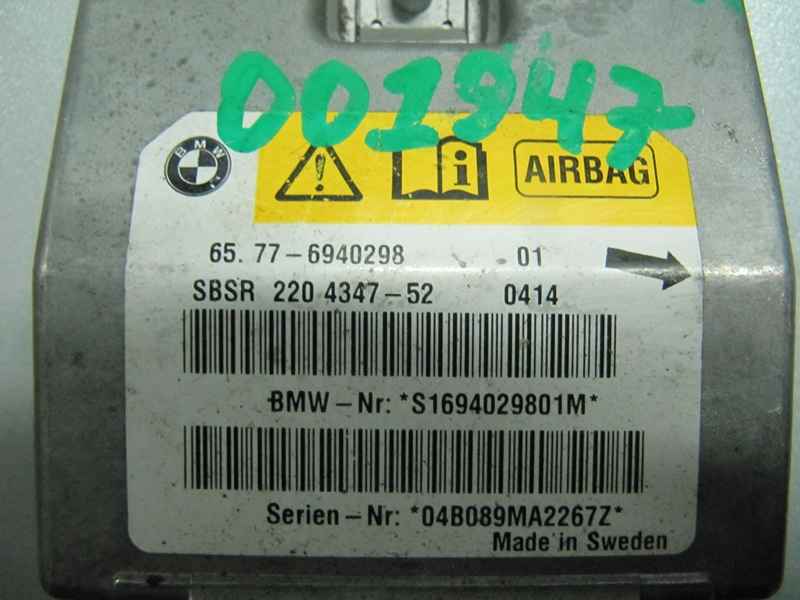 001947
BMW
i
AIRBAG
65. 77-6940298 01
SBSR 220 4347-52 0414
BMW-Nr: *S1694029801M*
Serien-Nr: *04B089MA2267Z*
Made in Sweden